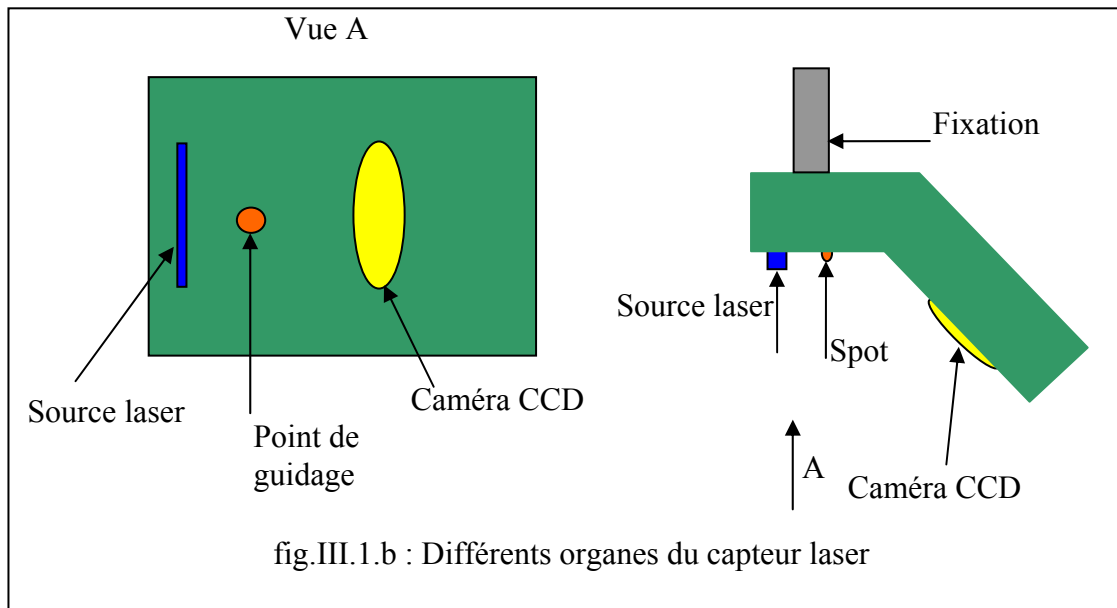 Vue A
Source laser
Point de
guidage
Caméra CCD
Fixation
Source laser
Spot
A
Caméra CCD
fig.III.1.b : Différents organes du capteur laser